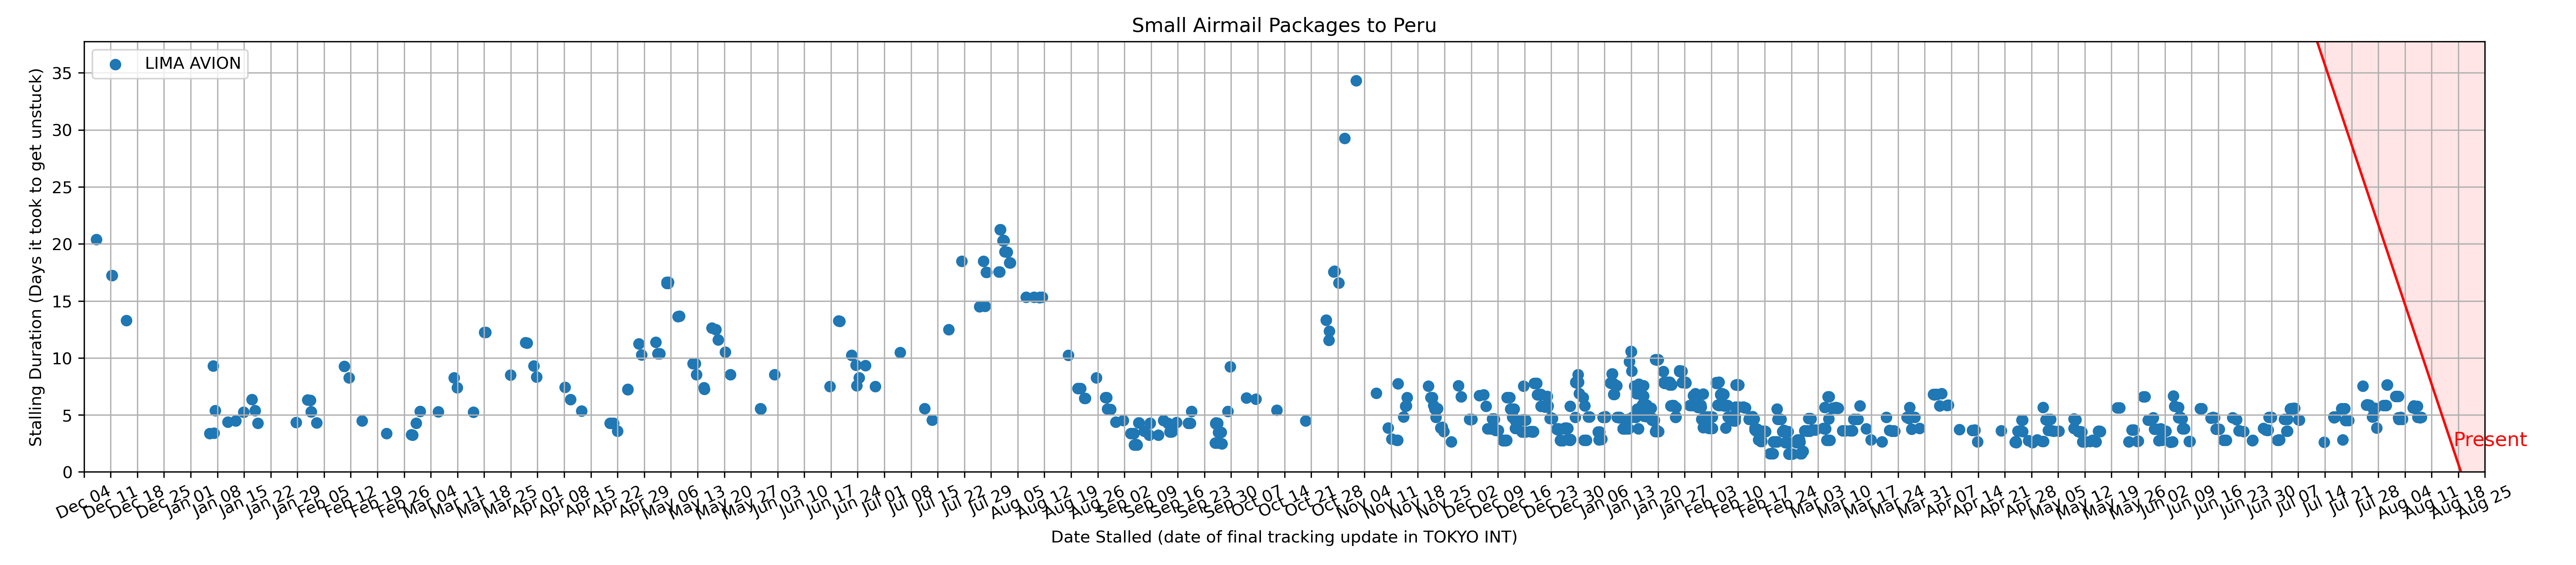 Small Airmail Packages to Peru
LIMA AVION
Stalling Duration (Days it took to get unstuck)
35
30
25
20
15
10
5
0
Present
Dec 04 Dec 11 Dec 18 Dec 25 Jan 01 Jan 08 Jan 15 Jan 22 Jan 29 Feb 05 Feb 12 Feb 19 Feb 26 Mar 04 Mar 11 Mar 18 Mar 25 Apr 01 Apr 08 Apr 15 Apr 22 Apr 29 May 06 May 13 May 20 May 27 Jun 03 Jun 10 Jun 17 Jun 24 Jul 01 Jul 08 Jul 15 Jul 22 Jul 29 Aug 05 Aug 12 Aug 19 Aug 26 Sep 02 Sep 09 Sep 16 Sep 23 Sep 30 Oct 07 Oct 14 Oct 21 Oct 28 Nov 04 Nov 11 Nov 18 Nov 25 Dec 02 Dec 09 Dec 16 Dec 23 Dec 30 Jan 06 Jan 13 Jan 20 Jan 27 Feb 03 Feb 10 Feb 17 Feb 24 Mar 03 Mar 10 Mar 17 Mar 24 Mar 31 Apr 07 Apr 14 Apr 21 Apr 28 May 05 May 12 May 19 May 26 Jun 02 Jun 09 Jun 16 Jun 23 Jun 30 Jul 07 Jul 14 Jul 21 Jul 28 Aug 04 Aug 11 Aug 18 Aug 25
Date Stalled (date of final tracking update in TOKYO INT)